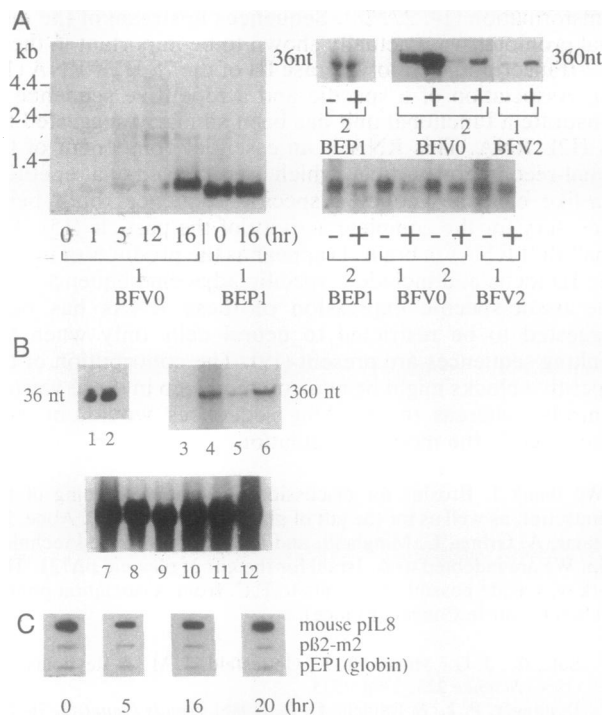 A
kb
4.4
2.4
1.4
0 1 5 12 16 0 16 (hr)
1 1
BFV0 BEP1
36nt 360nt
- + - + - + - +
2 1 2 1
BEP1 BFV0 BFV2
- + - + - + - +
2 1 2 1
BEP1 BFV0 BFV2
B
36 nt 360 nt
1 2 3 4 5 6
7 8 9 10 11 12
C
mouse pIL8
pß2-m2
pEP1(globin)
0 5 16 20 (hr)